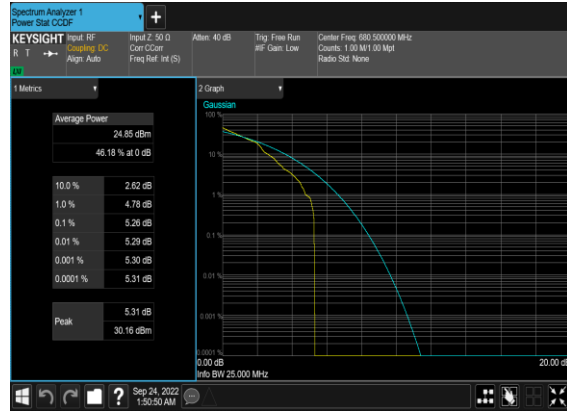 Spectrum Analyzer 1
Power Stat CCDF
KEYSIGHT
R T
LV
Input: RF
Coupling: DC
Align: Auto
Input Z: 50 Ω
Corr CCorr
Freq Ref: Int (S)
Atten: 40 dB
Trig: Free Run
#IF Gain: Low
Center Freq: 680.500000 MHz
Counts: 1.00 M/1.00 Mpt
Radio Std: None
1 Metrics
Average Power
24.85 dBm
46.18 % at 0 dB
10.0 % 2.62 dB
1.0 % 4.78 dB
0.1 % 5.26 dB
0.01 % 5.29 dB
0.001 % 5.30 dB
0.0001 % 5.31 dB
Peak
5.31 dB
30.16 dBm
2 Graph
Gaussian
100 %
10 %
1 %
0.1 %
0.01 %
0.001 %
0.0001 %
0.00 dB 20.00 dB
Info BW 25.000 MHz
? Sep 24, 2022
1:50:50 AM